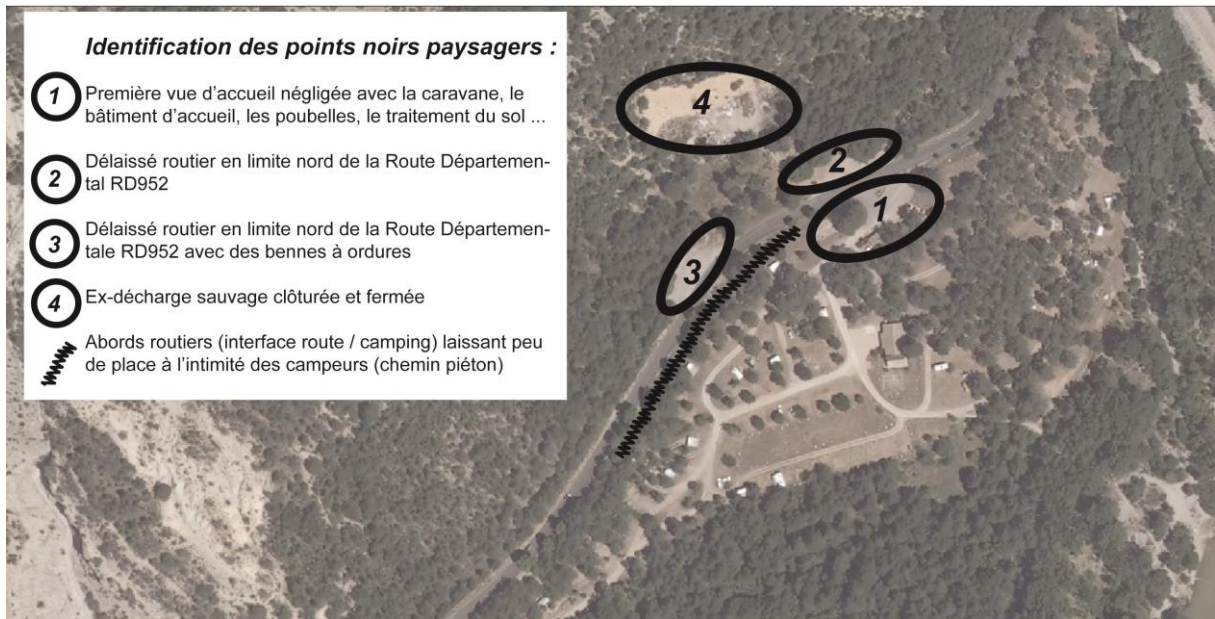 Identification des points noirs paysagers :
1 Première vue d'accueil négligée avec la caravane, le
bâtiment d'accueil, les poubelles, le traitement du sol ...
2 Délaissé routier en limite nord de la Route Départemen-
tal RD952
3 Délaissé routier en limite nord de la Route Départemen-
tale RD952 avec des bennes à ordures
4 Ex-décharge sauvage clôturée et fermée
Abords routiers (interface route / camping) laissant peu
de place à l'intimité des campeurs (chemin piéton)
4
2
1
3